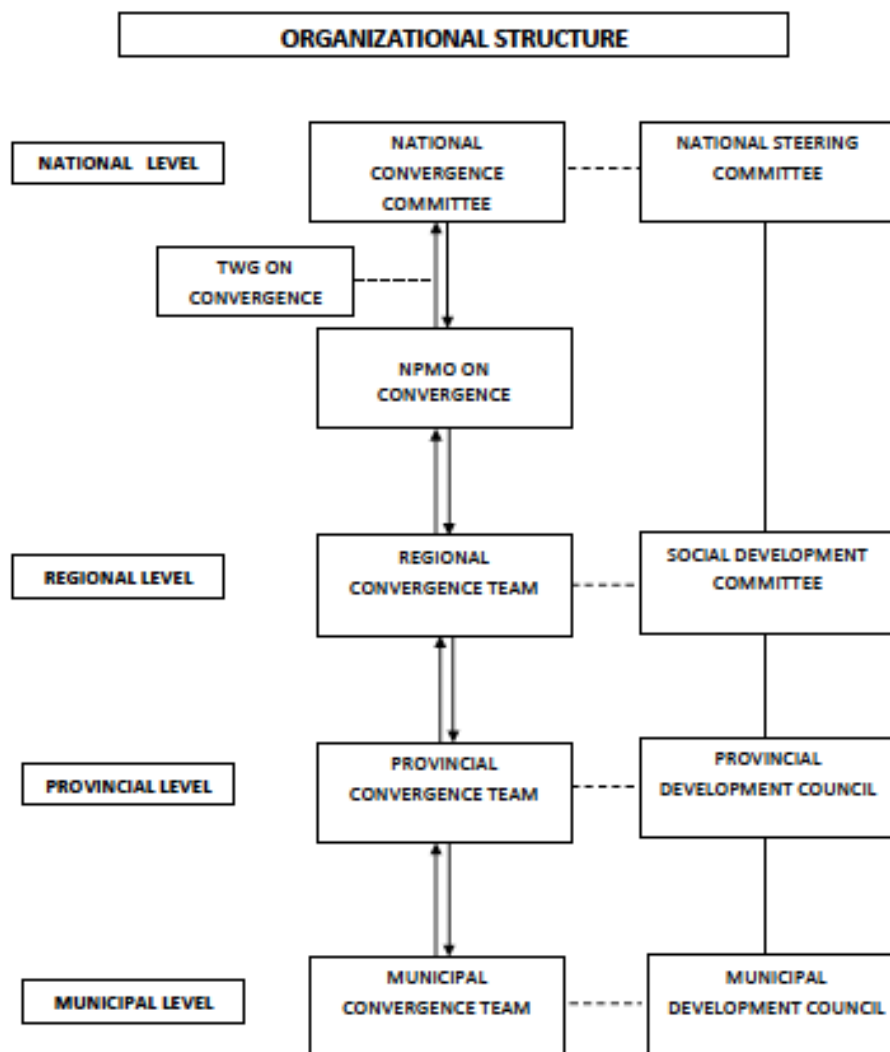 ORGANIZATIONAL STRUCTURE
NATIONAL LEVEL
NATIONAL
CONVERGENCE
COMMITTEE
NATIONAL STEERING
COMMITTEE
TWG ON
CONVERGENCE
NPMO ON
CONVERGENCE
REGIONAL LEVEL
REGIONAL
CONVERGENCE TEAM
SOCIAL DEVELOPMENT
COMMITTEE
PROVINCIAL LEVEL
PROVINCIAL
CONVERGENCE TEAM
PROVINCIAL
DEVELOPMENT COUNCIL
MUNICIPAL LEVEL
MUNICIPAL
CONVERGENCE TEAM
MUNICIPAL
DEVELOPMENT COUNCIL